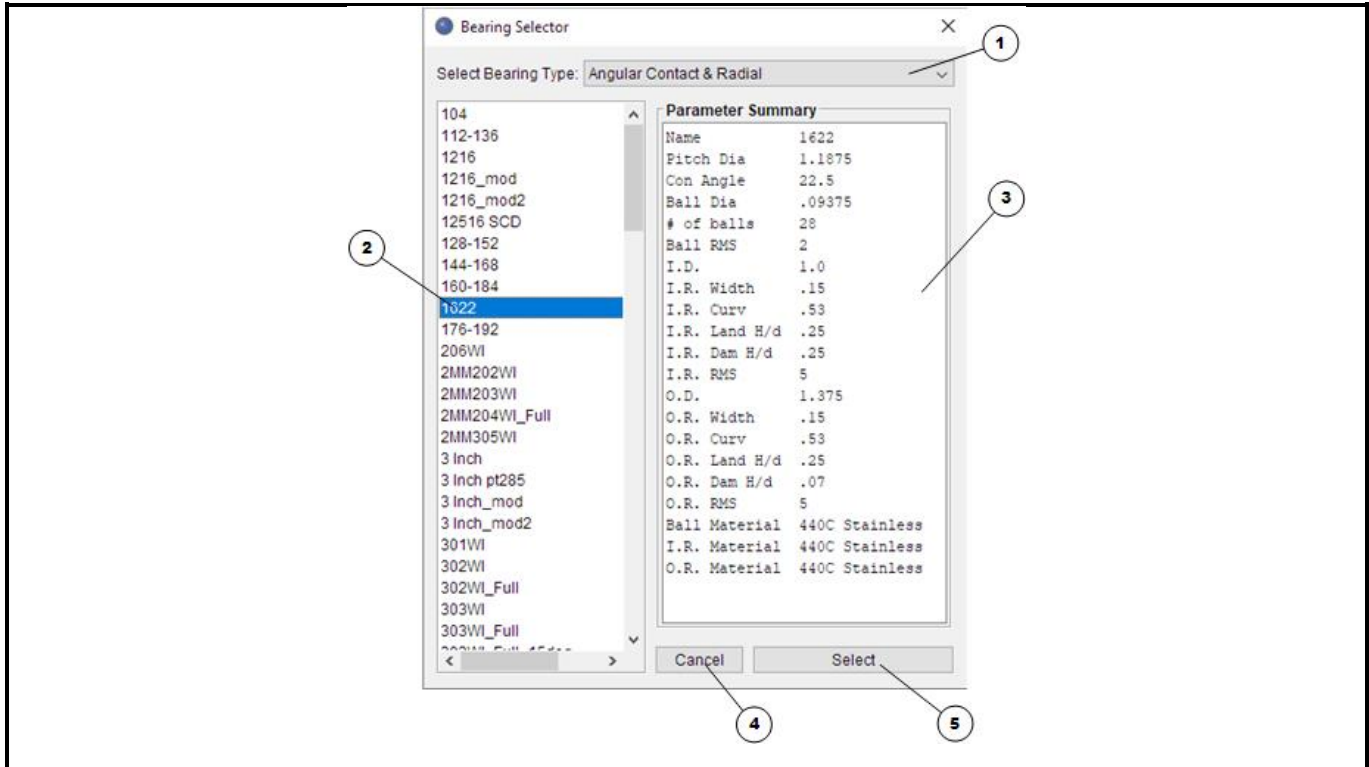 Bearing Selector
1
Select Bearing Type: Angular Contact & Radial
104
112-136
1216
1216_mod
1216_mod2
12516 SCD
128-152
144-168
160-184
1622
176-192
206WI
2MM202WI
2MM203WI
2MM204WI_Full
2MM305WI
3 Inch
3 Inch pt285
3 Inch_mod
3 Inch_mod2
301WI
302WI
302WI_Full
303WI
303WI_Full
2
Parameter Summary
Name 1622
Pitch Dia 1.1875
Con Angle 22.5
Ball Dia .09375
# of balls 28
Ball RMS 2
I.D. 1.0
I.R. Width .15
I.R. Curv .53
I.R. Land H/d .25
I.R. Dam H/d .25
I.R. RMS 5
O.D. 1.375
O.R. Width .15
O.R. Curv .53
O.R. Land H/d .25
O.R. Dam H/d .07
O.R. RMS 5
Ball Material 440C Stainless
I.R. Material 440C Stainless
O.R. Material 440C Stainless
3
Cancel
Select
4
5